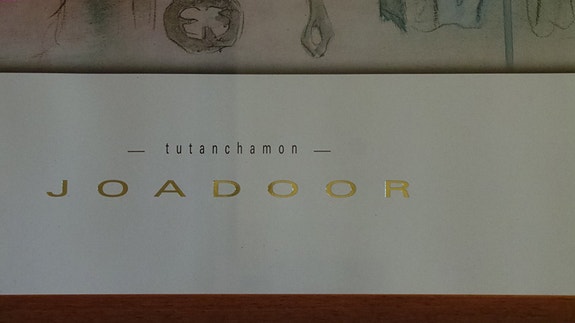 — tutanchamon —
JOADOOR